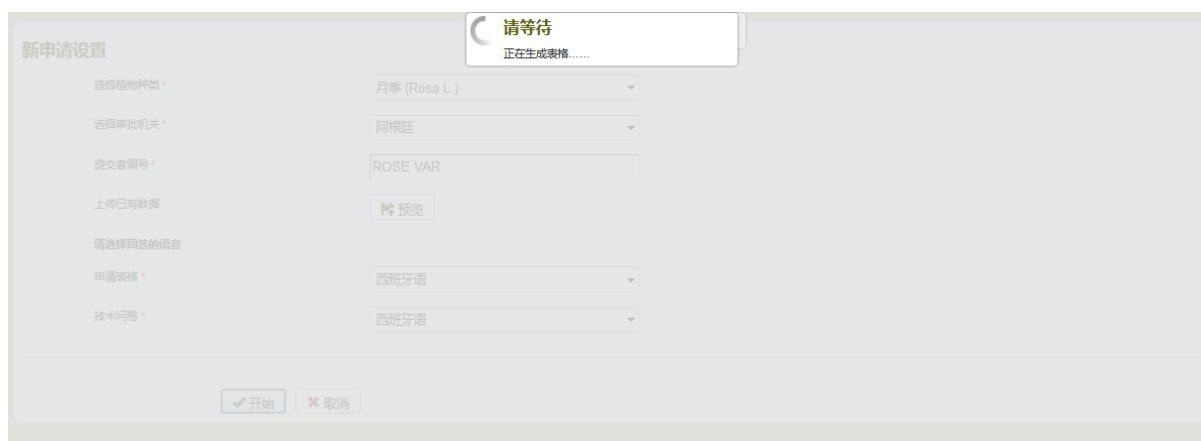 请等待
正在生成表格……
新申请设置
选择植物种类 * 月季 (Rosa L.)
选择审批机关 * 阿根廷
提交者编号 * ROSE VAR
上传已有数据 预览
请选择回答的语言
申请表格 * 西班牙语
技术问卷 * 西班牙语
开始 取消